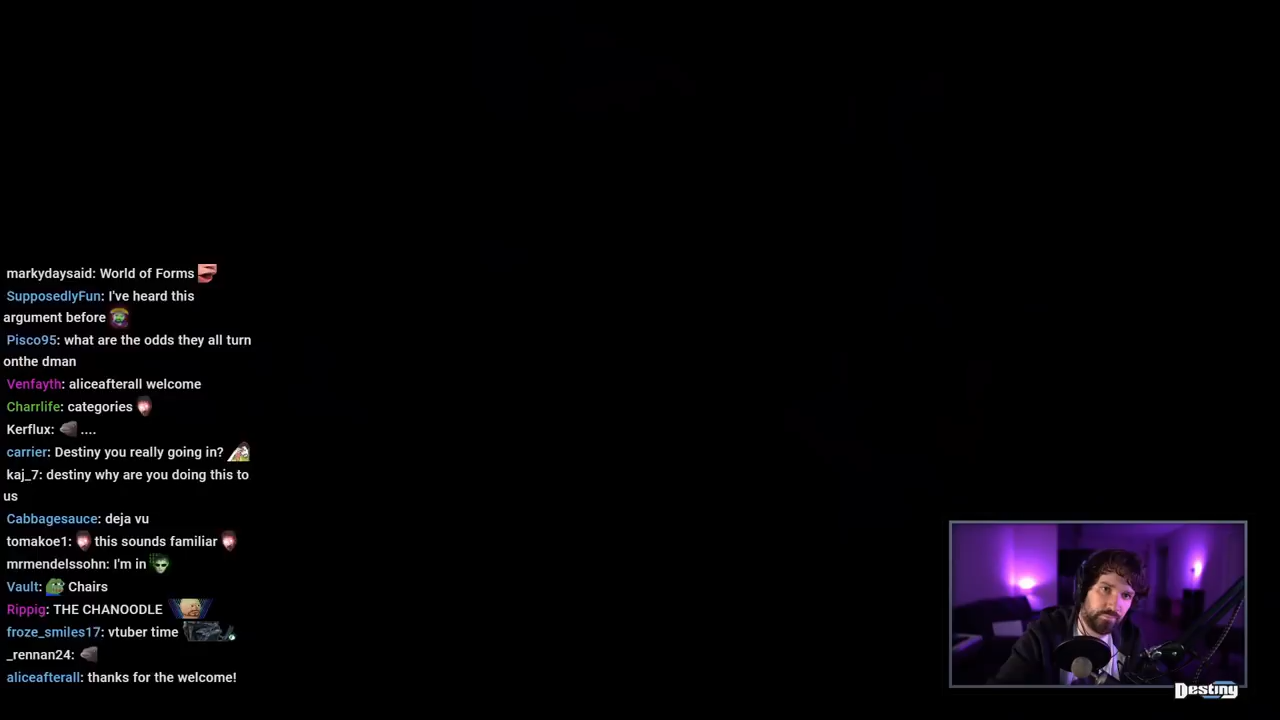 markydaysaid: World of Forms
SupposedlyFun: I've heard this
argument before
Pisco95: what are the odds they all turn
onthe dman
Venfayth: aliceafterall welcome
Charrlife: categories
Kerflux: ....
carrier: Destiny you really going in?
kaj_7: destiny why are you doing this to
us
Cabbagesauce: deja vu
tomakoe1: this sounds familiar
mrmendelssohn: I'm in
Vault: Chairs
Rippig: THE CHANOODLE
froze_smiles17: vtuber time
_rennan24:
aliceafterall: thanks for the welcome!
Destiny